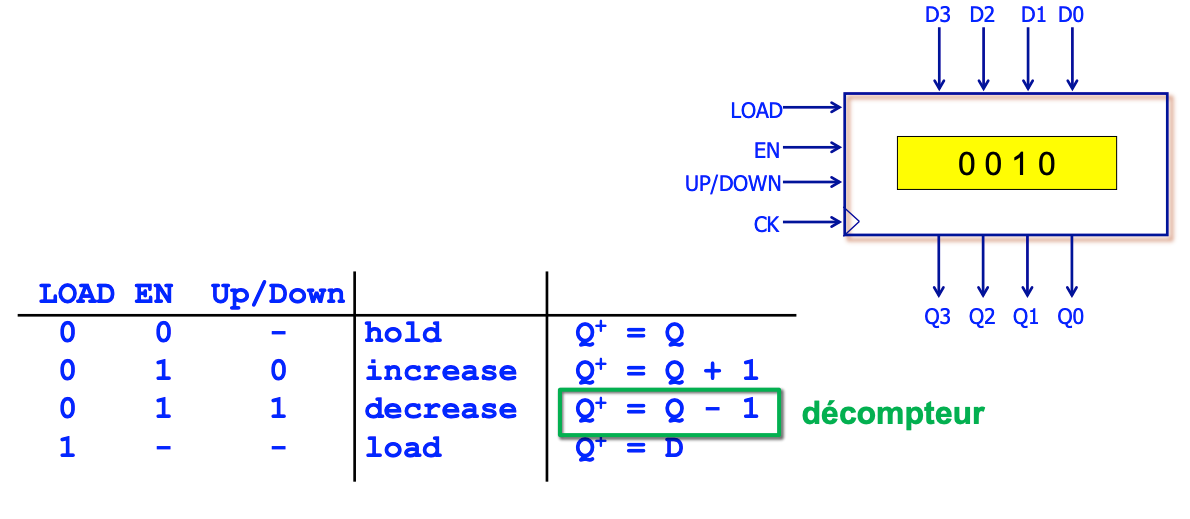 D3 D2 D1 D0
LOAD
EN
UP/DOWN
CK
0 0 1 0
Q3 Q2 Q1 Q0
LOAD EN Up/Down
0 0 - hold Q+ = Q
0 1 0 increase Q+ = Q + 1
0 1 1 decrease Q+ = Q - 1 décompteur
1 - - load Q+ = D